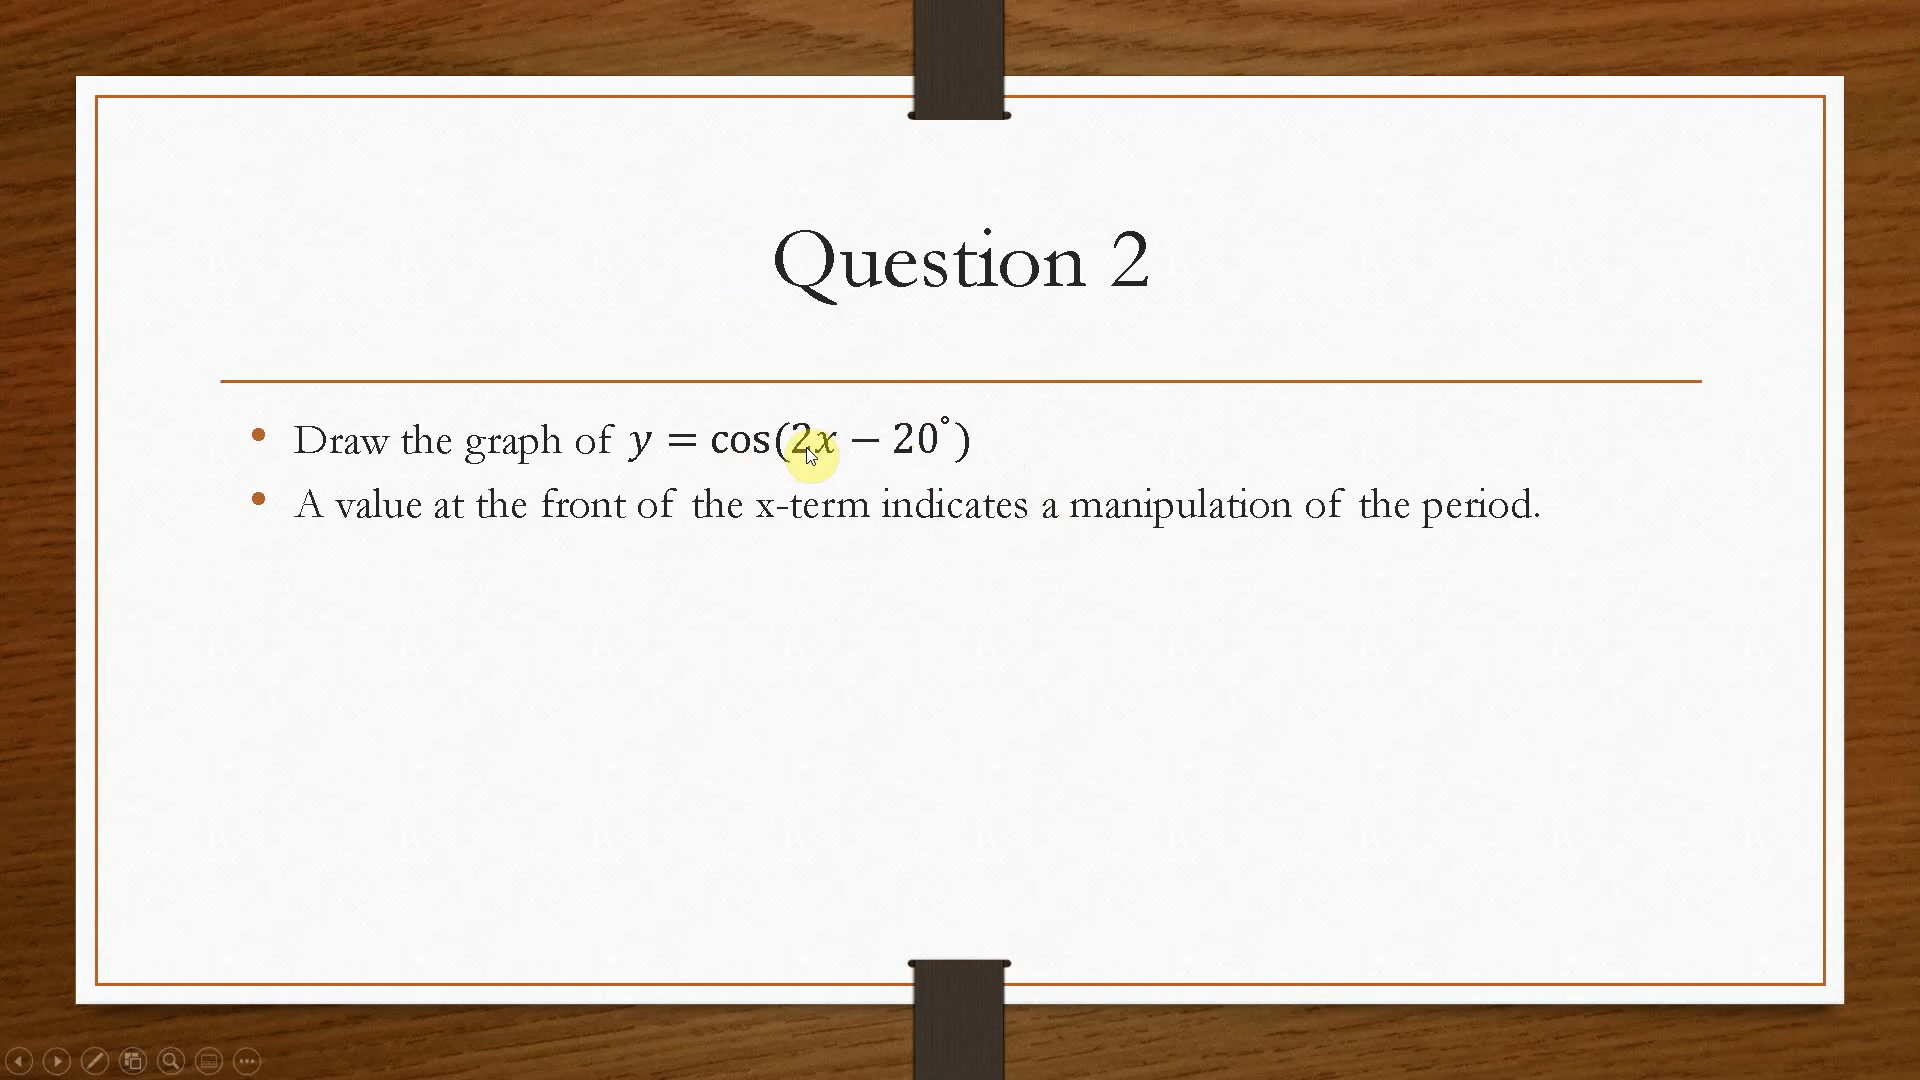 Question 2
• Draw the graph of y = cos(2x − 20°)
• A value at the front of the x-term indicates a manipulation of the period.